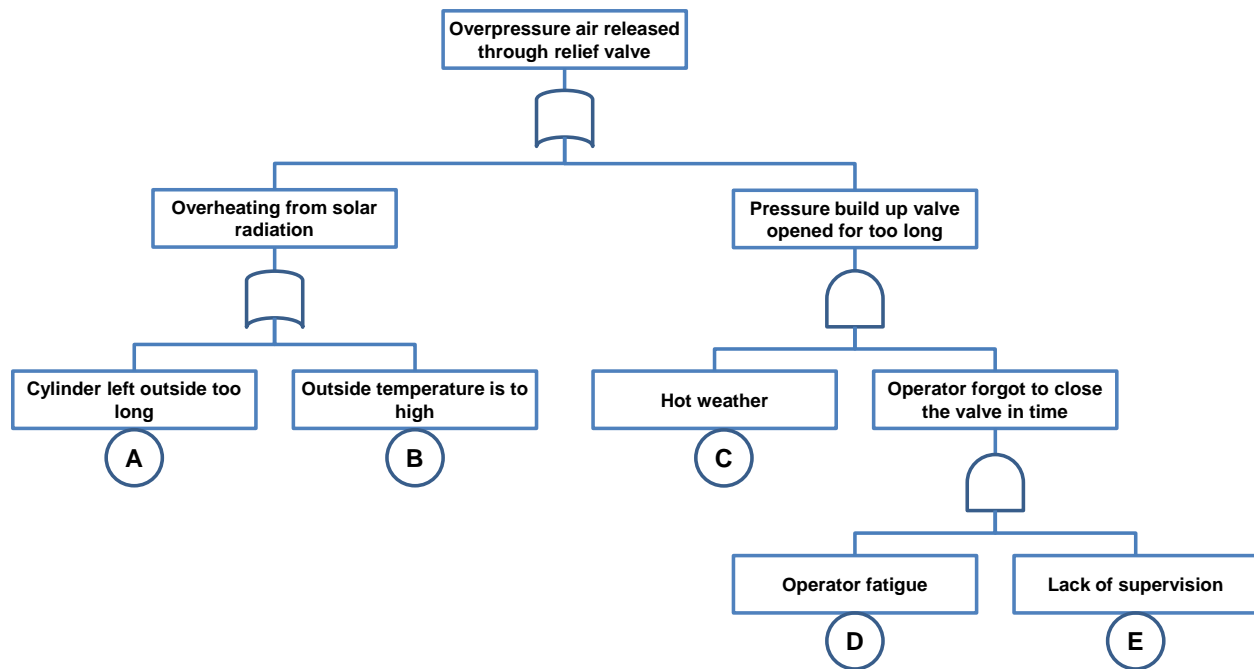 Overpressure air released
through relief valve
Overheating from solar
radiation
Pressure build up valve
opened for too long
Cylinder left outside too
long
Outside temperature is to
high
Hot weather
Operator forgot to close
the valve in time
A
B
C
Operator fatigue
Lack of supervision
D
E